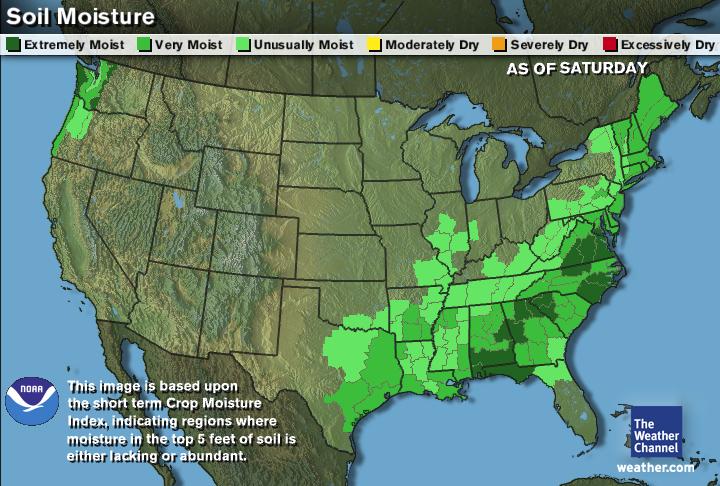 Soil Moisture
Extremely Moist Very Moist Unusually Moist Moderately Dry Severely Dry Excessively Dry
AS OF SATURDAY
NOAA
This image is based upon
the short term Crop Moisture
Index, indicating regions where
moisture in the top 5 feet of soil is
either lacking or abundant.
The
Weather
Channel
weather.com